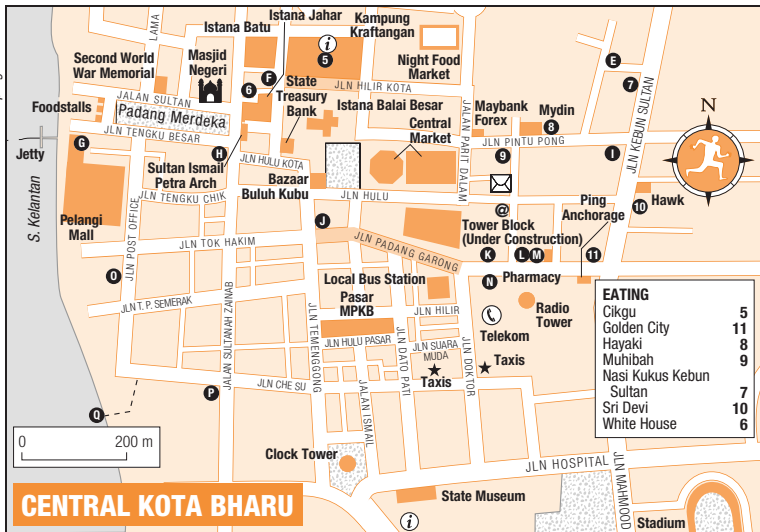 LAMA
Istana Batu
Istana Jahar
Kampung
Kraftangan
i
5
Second World
War Memorial
Masjid
Negeri
F
6
State
Treasury
Bank
JLN HILIR KOTA
Night Food
Market
E
7
JALAN SULTAN
Foodstalls
Padang Merdeka
JLN TENGKU BESAR
Istana Balai Besar
Central
Market
JALAN PARIT DALAM
Maybank
Forex
Mydin
8
JLN PINTU PONG
JLN KEBUN SULTAN
N
Jetty
G
H
9
I
Sultan Ismail
Petra Arch
JLN HULU KOTA
Bazaar
Buluh Kubu
JLN TENGKU CHIK
JLN HULU
@
Ping
Anchorage
10
Hawk
S. Kelantan
Pelangi
Mall
JLN POST OFFICE
JLN TOK HAKIM
J
JLN PADANG GARONG
Tower Block
(Under Construction)
K
L
M
11
O
Local Bus Station
N
Pharmacy
JLN T. P. SEMERAK
JALAN SULTANAH ZAINAB
JLN TEMENGGONG
Pasar
MPKB
JLN HILIR
Telekom
Radio
Tower
JLN HULU PASAR
JLN DATO PATI
JLN SUARA
MUDA
JLN DOKTOR
Taxis
Taxis
JLN CHE SU
JALAN ISMAIL
P
Q
0
200 m
Clock Tower
JLN HOSPITAL
JLN MAHMOOD
State Museum
i
Stadium
EATING
Cikgu 5
Golden City 11
Hayaki 8
Muhibah 9
Nasi Kukus Kebun
Sultan 7
Sri Devi 10
White House 6
CENTRAL KOTA BHARU